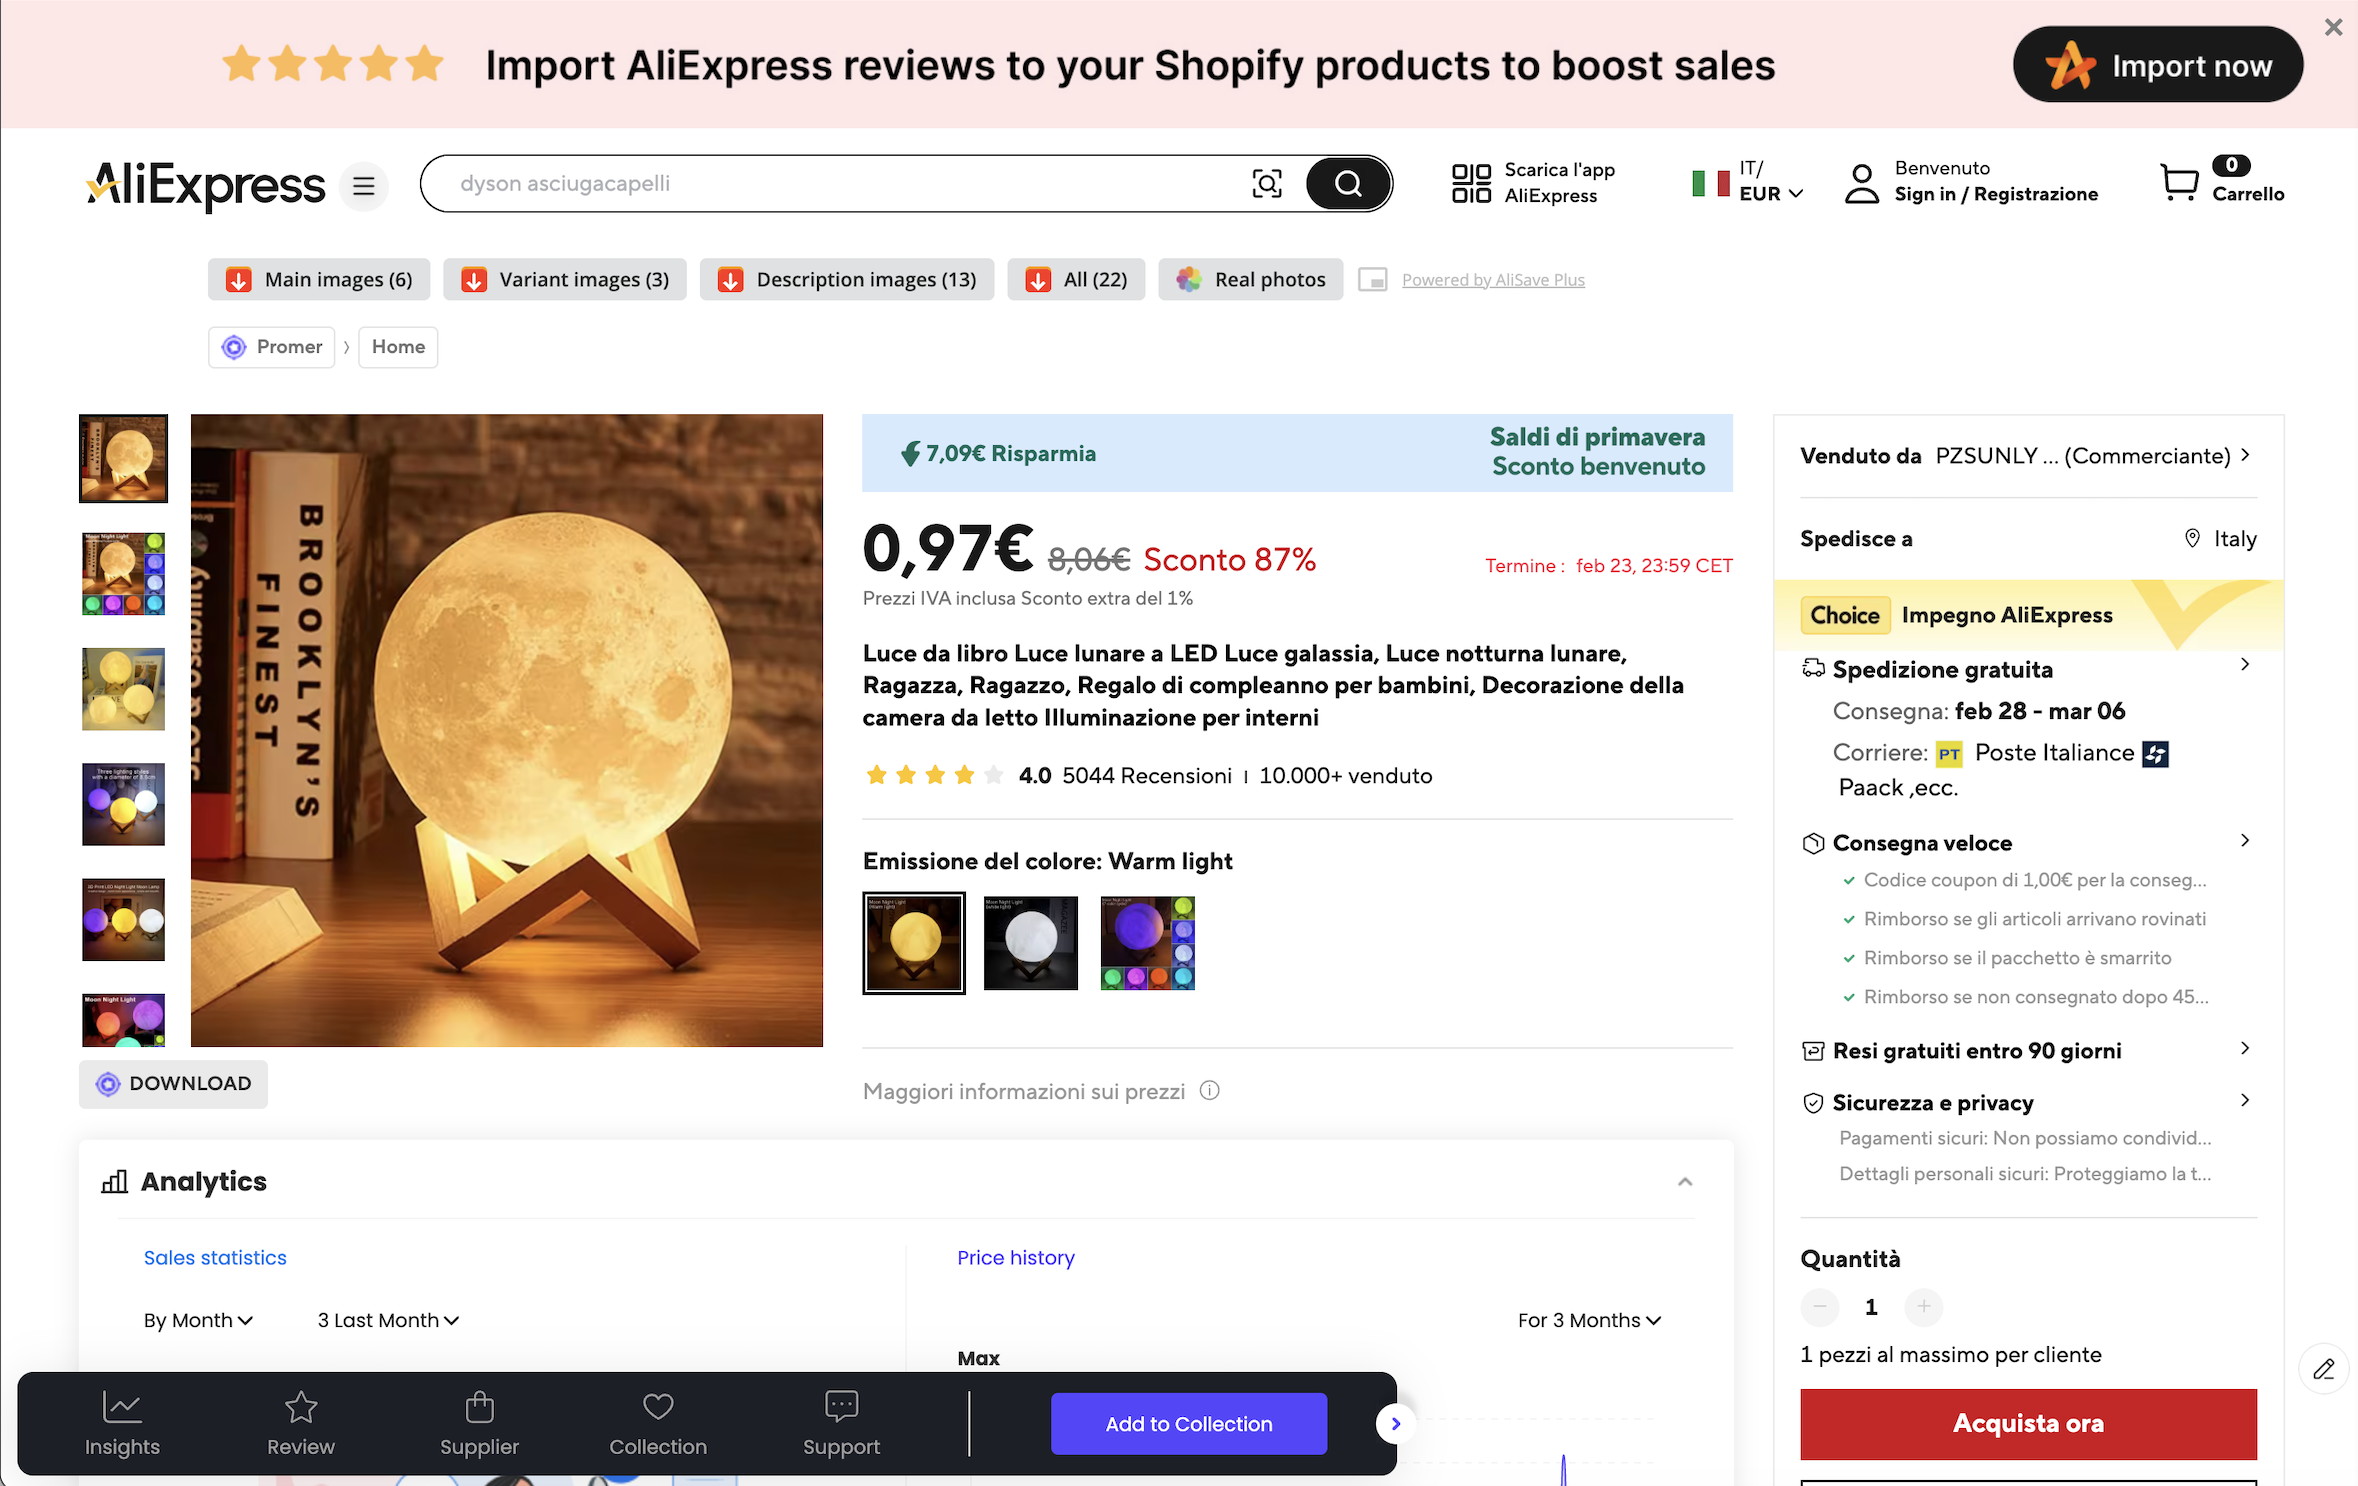 Import AliExpress reviews to your Shopify products to boost sales
Import now
AliExpress
dyson asciugacapelli
Scarica l'app
AliExpress
IT/
EUR
Benvenuto
Sign in / Registrazione
0
Carrello
Main images (6)
Variant images (3)
Description images (13)
All (22)
Real photos
Powered by AliSave Plus
Promer
Home
BROOKLYN'S
FINEST
7,09€ Risparmia
Saldi di primavera
Sconto benvenuto
0,97€ 8,06€ Sconto 87%
Termine : feb 23, 23:59 CET
Prezzi IVA inclusa Sconto extra del 1%
Luce da libro Luce lunare a LED Luce galassia, Luce notturna lunare,
Ragazza, Ragazzo, Regalo di compleanno per bambini, Decorazione della
camera da letto Illuminazione per interni
4.0 5044 Recensioni | 10.000+ venduto
Emissione del colore: Warm light
Maggiori informazioni sui prezzi
DOWNLOAD
Venduto da PZSUNLY ... (Commerciante)
Spedisce a Italy
Choice Impegno AliExpress
Spedizione gratuita
Consegna: feb 28 - mar 06
Corriere: PT Poste Italiance
Paack ,ecc.
Consegna veloce
Codice coupon di 1,00€ per la conseg...
Rimborso se gli articoli arrivano rovinati
Rimborso se il pacchetto è smarrito
Rimborso se non consegnato dopo 45...
Resi gratuiti entro 90 giorni
Sicurezza e privacy
Pagamenti sicuri: Non possiamo condivid...
Dettagli personali sicuri: Proteggiamo la t...
Quantità
1
1 pezzi al massimo per cliente
Acquista ora
Analytics
Sales statistics
By Month
3 Last Month
Price history
For 3 Months
Max
Insights
Review
Supplier
Collection
Support
Add to Collection